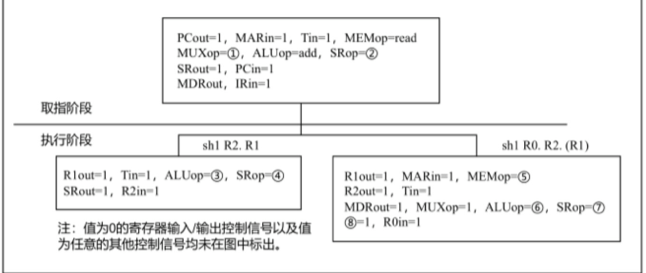 PCout=1, MARin=1, Tin=1, MEMop=read
MUXop=①, ALUop=add, SRop=②
SRout=1, PCin=1
MDRout, IRin=1
取指阶段
执行阶段
sh1 R2. R1
sh1 R0. R2. (R1)
R1out=1, Tin=1, ALUop=③, SRop=④
SRout=1, R2in=1
R1out=1, MARin=1, MEMop=⑤
R2out=1, Tin=1
MDRout=1, MUXop=1, ALUop=⑥, SRop=⑦
⑧=1, R0in=1
注：值为0的寄存器输入/输出控制信号以及值
为任意的其他控制信号均未在图中标出。